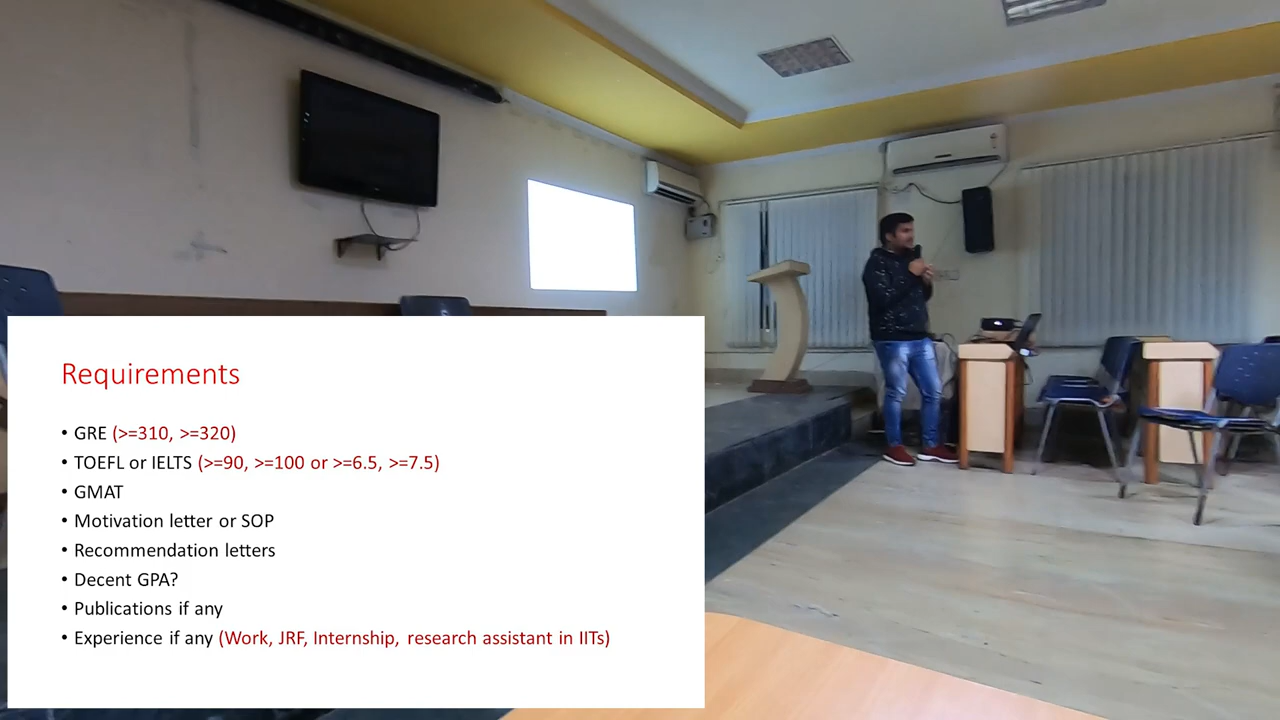 Requirements
• GRE (>=310, >=320)
• TOEFL or IELTS (>=90, >=100 or >=6.5, >=7.5)
• GMAT
• Motivation letter or SOP
• Recommendation letters
• Decent GPA?
• Publications if any
• Experience if any (Work, JRF, Internship, research assistant in IITs)